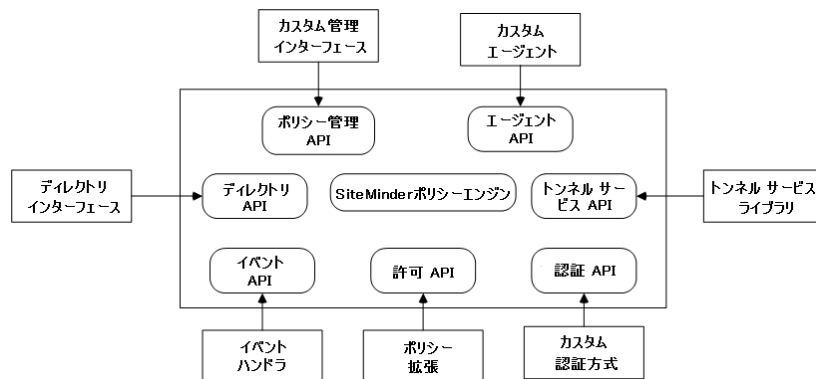 カスタム管理
インターフェース
カスタム
エージェント
ポリシー管理
API
エージェント
API
ディレクトリ
インターフェース
ディレクトリ
API
SiteMinderポリシーエンジン
トンネル サー
ビス API
トンネル サービス
ライブラリ
イベント
API
許可 API
認証 API
イベント
ハンドラ
ポリシー
拡張
カスタム
認証方式